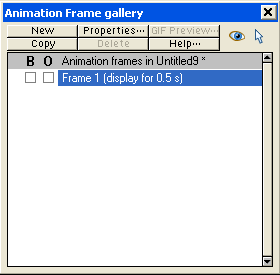 Animation Frame gallery
New Properties... GIF Preview...
Copy Delete Help...
B O Animation frames in Untitled9 *
Frame 1 (display for 0.5 s)